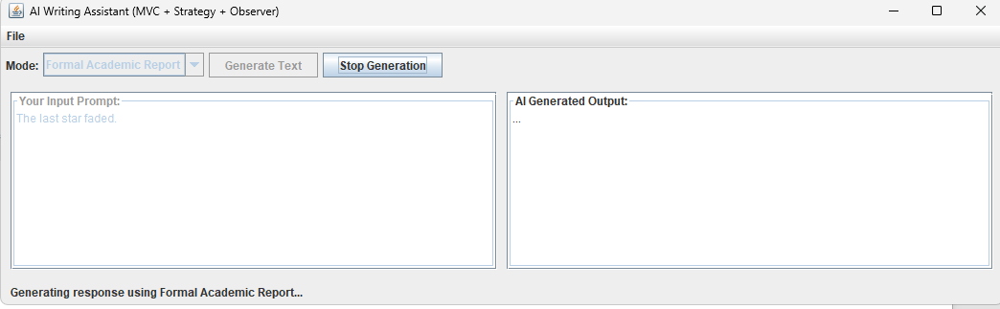 AI Writing Assistant (MVC + Strategy + Observer)
File
Mode: Formal Academic Report Generate Text Stop Generation
Your Input Prompt:
The last star faded.
AI Generated Output:
...
Generating response using Formal Academic Report...